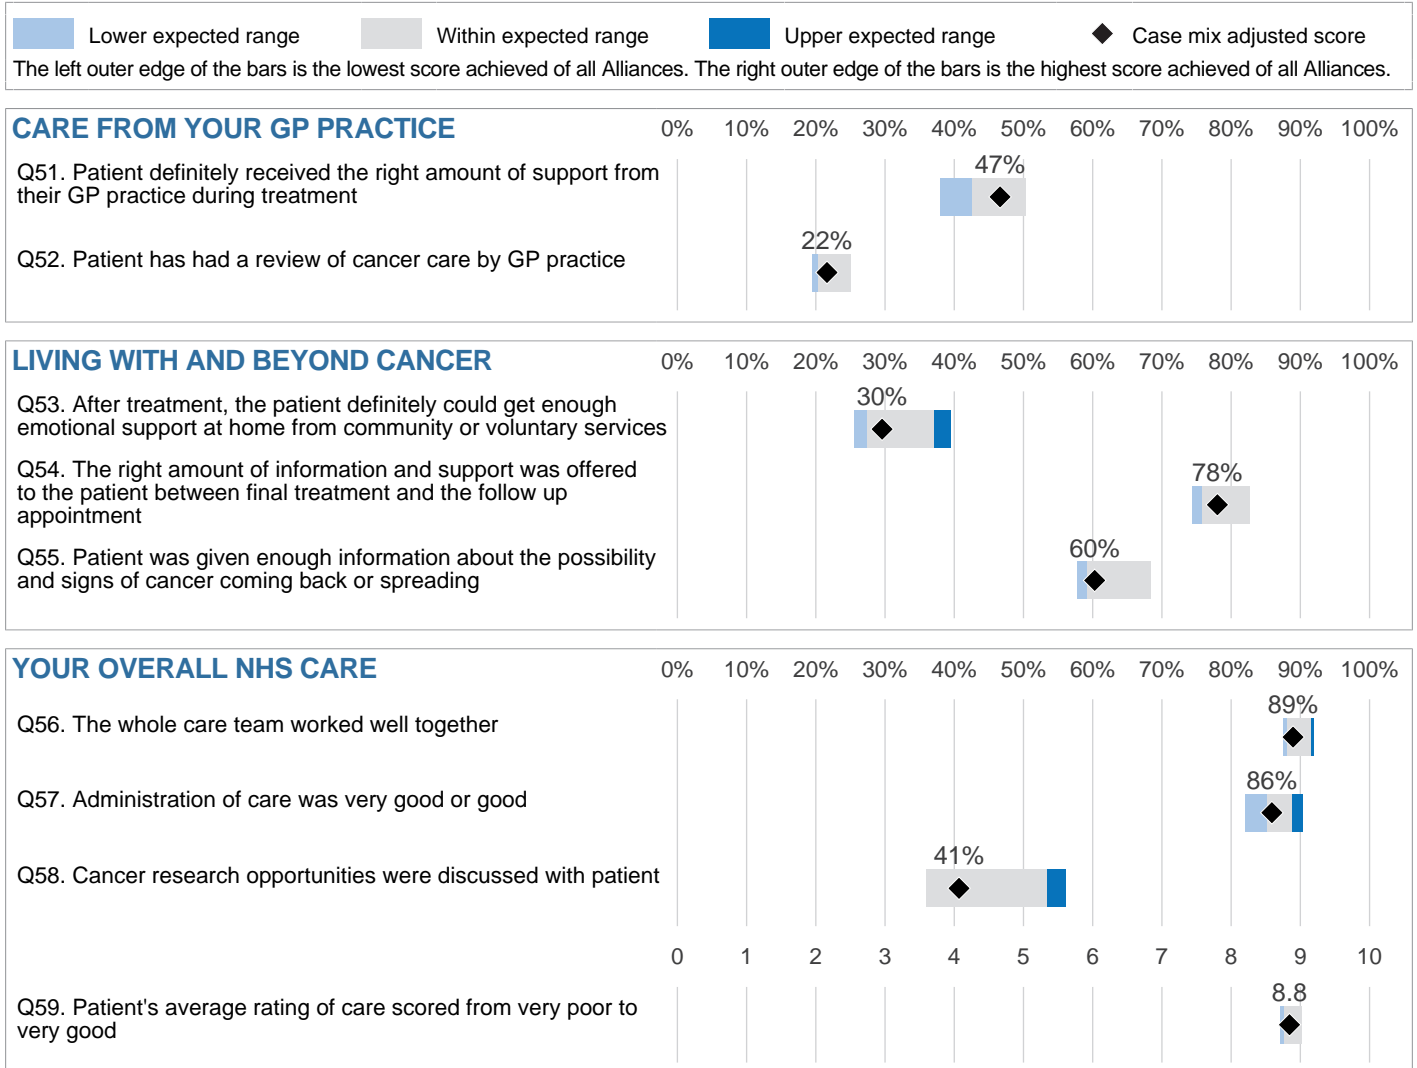 Lower expected range Within expected range Upper expected range Case mix adjusted score
The left outer edge of the bars is the lowest score achieved of all Alliances. The right outer edge of the bars is the highest score achieved of all Alliances.
CARE FROM YOUR GP PRACTICE 0% 10% 20% 30% 40% 50% 60% 70% 80% 90% 100%
47%
Q51. Patient definitely received the right amount of support from
their GP practice during treatment
22%
Q52. Patient has had a review of cancer care by GP practice
LIVING WITH AND BEYOND CANCER 0% 10% 20% 30% 40% 50% 60% 70% 80% 90% 100%
30%
Q53. After treatment, the patient definitely could get enough
emotional support at home from community or voluntary services
78%
Q54. The right amount of information and support was offered
to the patient between final treatment and the follow up
appointment
60%
Q55. Patient was given enough information about the possibility
and signs of cancer coming back or spreading
YOUR OVERALL NHS CARE 0% 10% 20% 30% 40% 50% 60% 70% 80% 90% 100%
89%
Q56. The whole care team worked well together
86%
Q57. Administration of care was very good or good
41%
Q58. Cancer research opportunities were discussed with patient
0 1 2 3 4 5 6 7 8 9 10
8.8
Q59. Patient's average rating of care scored from very poor to
very good